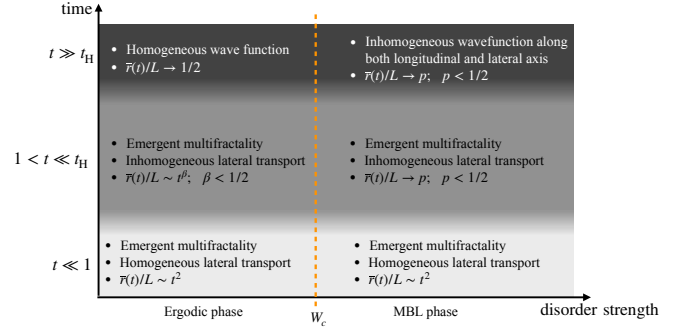 time
t ≫ t_H
• Homogeneous wave function
• r̅(t)/L → 1/2
• Inhomogeneous wavefunction along
both longitudinal and lateral axis
• r̅(t)/L → p;  p < 1/2
1 < t ≪ t_H
• Emergent multifractality
• Inhomogeneous lateral transport
• r̅(t)/L ∼ t^β;  β < 1/2
• Emergent multifractality
• Inhomogeneous lateral transport
• r̅(t)/L → p;  p < 1/2
t ≪ 1
• Emergent multifractality
• Homogeneous lateral transport
• r̅(t)/L ∼ t²
• Emergent multifractality
• Homogeneous lateral transport
• r̅(t)/L ∼ t²
Ergodic phase
W_c
MBL phase
disorder strength